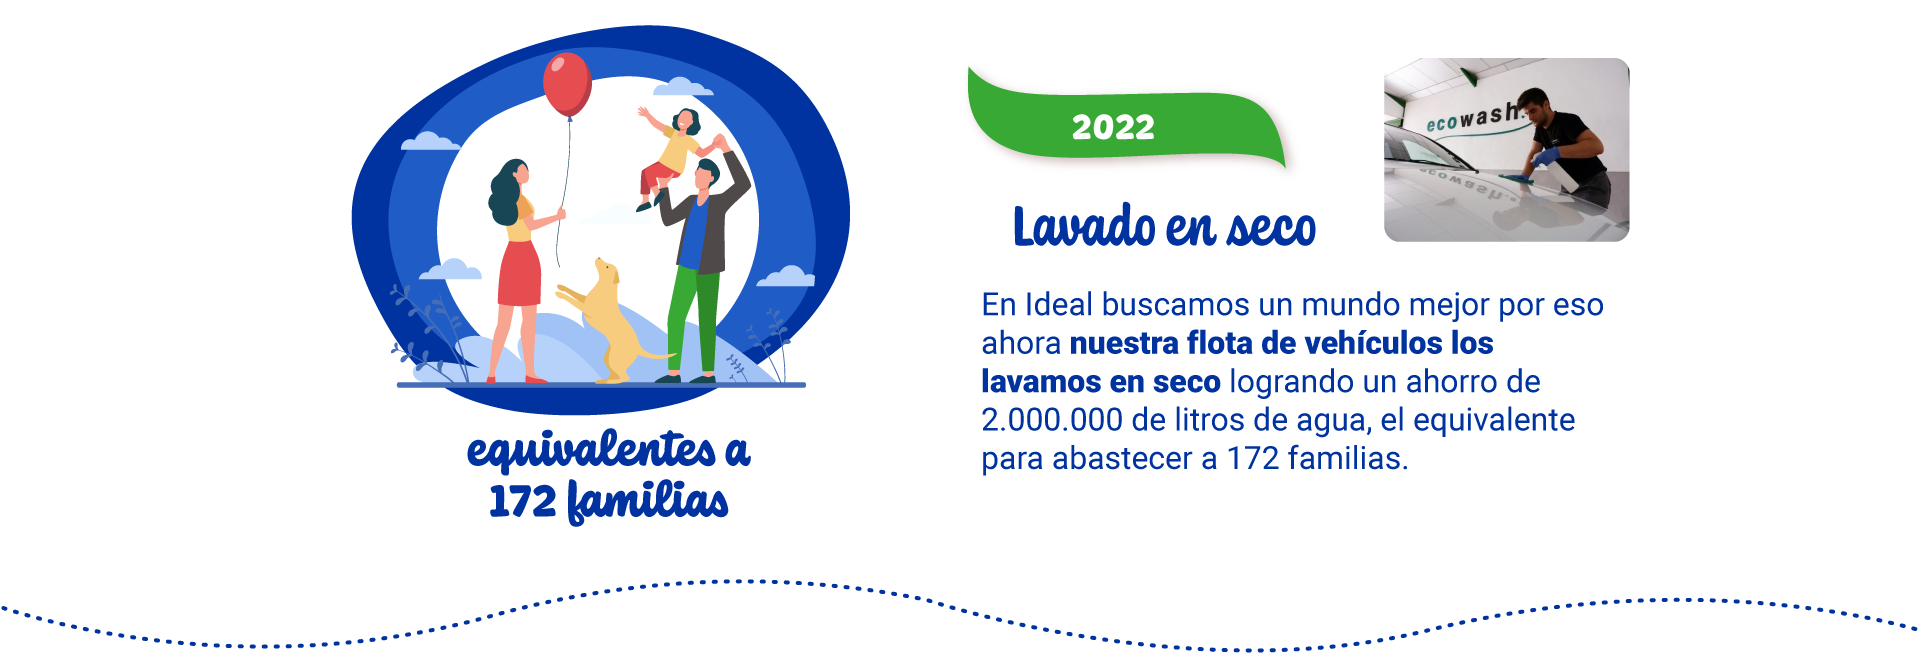 equivalentes a
172 familias
2022
ecowash
Lavado en seco
En Ideal buscamos un mundo mejor por eso
ahora nuestra flota de vehículos los
lavamos en seco logrando un ahorro de
2.000.000 de litros de agua, el equivalente
para abastecer a 172 familias.